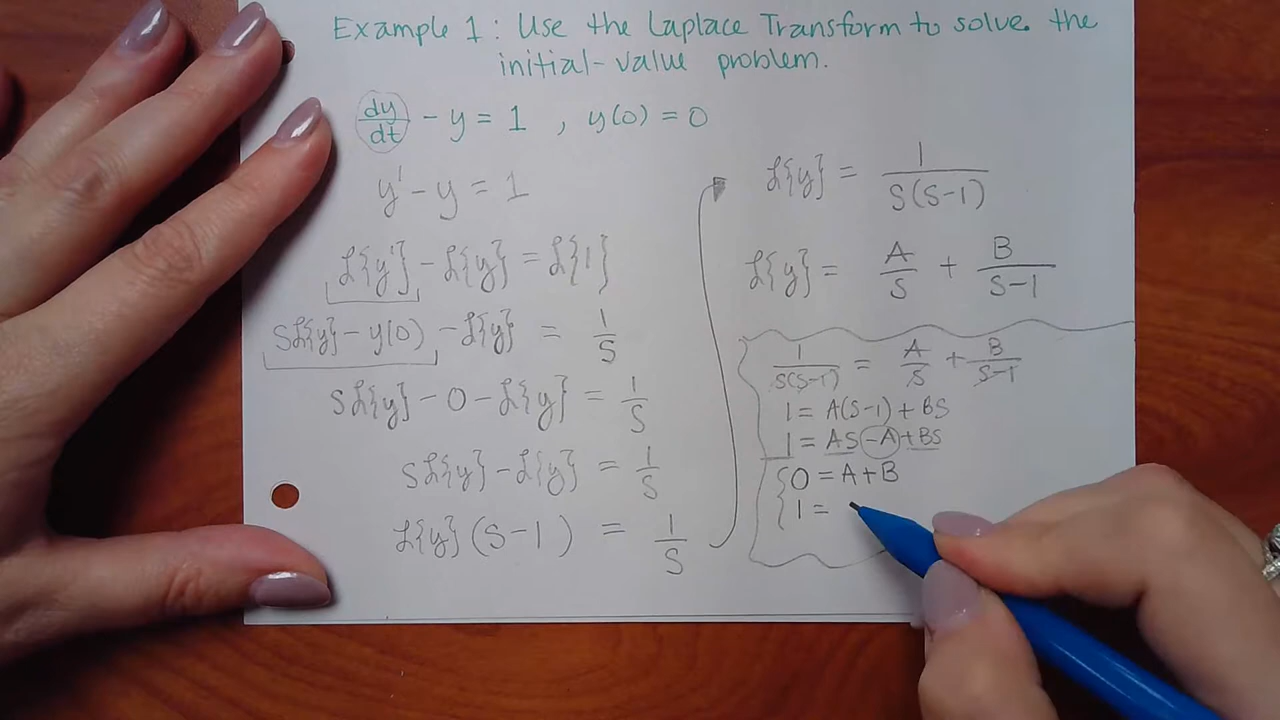 Example 1: Use the Laplace Transform to solve the
initial-value problem.
dy/dt - y = 1 , y(0) = 0
y' - y = 1
ℒ{y'} - ℒ{y} = ℒ{1}
sℒ{y} - y(0) - ℒ{y} = 1/s
sℒ{y} - 0 - ℒ{y} = 1/s
sℒ{y} - ℒ{y} = 1/s
ℒ{y} (s-1) = 1/s
ℒ{y} = 1/(s(s-1))
ℒ{y} = A/s + B/(s-1)
1/(s(s-1)) = A/s + B/(s-1)
1 = A(s-1) + Bs
1 = As - A + Bs
0 = A + B
1 =